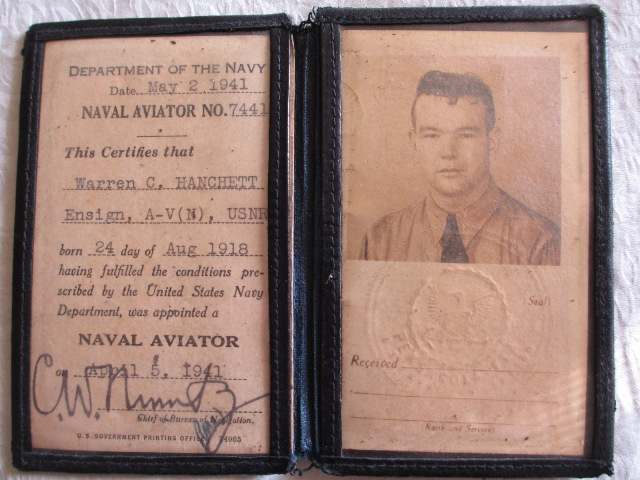 DEPARTMENT OF THE NAVY
Date May 2 1941
NAVAL AVIATOR NO. 7441
This Certifies that
Warren C. HANCHETT
Ensign, A-V(N), USNR
born 24 day of Aug 1918
having fulfilled the conditions pre-
scribed by the United States Navy
Department, was appointed a
NAVAL AVIATOR
on April 5, 1941
C.W. Nimitz
Chief of Bureau of Navigation.
U. S. GOVERNMENT PRINTING OFFICE 14005
(Seal)
Received
Rank and Service